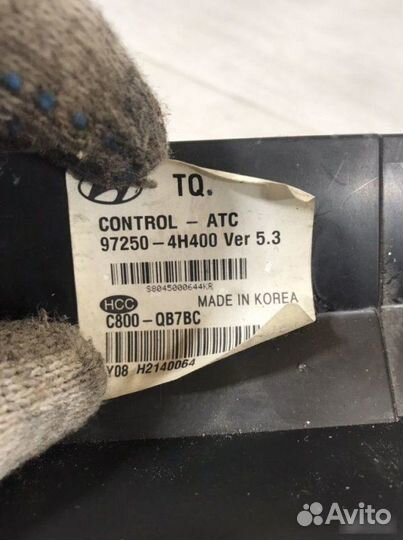 TQ.
CONTROL - ATC
97250-4H400 Ver 5.3
S8045000644KR
HCC MADE IN KOREA
C800-QB7BC
Y08 H2140064
Avito